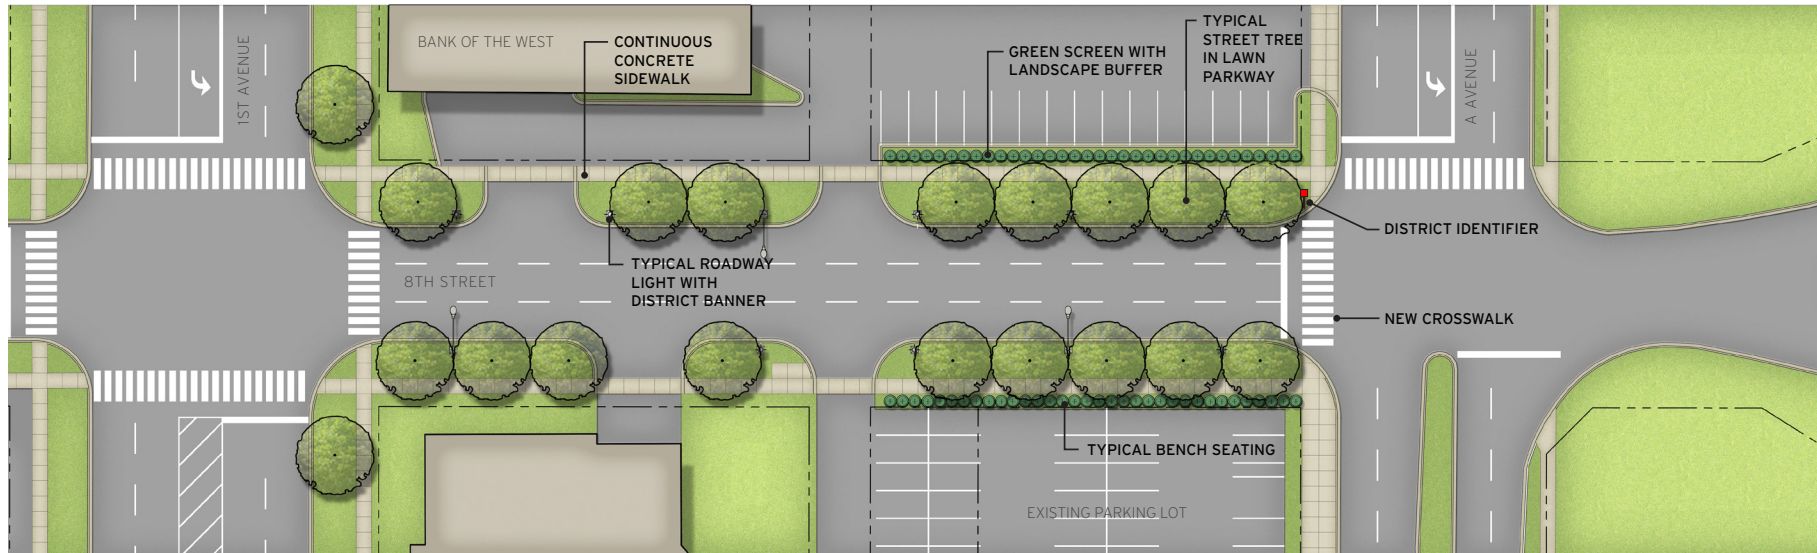 BANK OF THE WEST
1ST AVENUE
CONTINUOUS
CONCRETE
SIDEWALK
GREEN SCREEN WITH
LANDSCAPE BUFFER
TYPICAL
STREET TREE
IN LAWN
PARKWAY
A AVENUE
DISTRICT IDENTIFIER
8TH STREET
TYPICAL ROADWAY
LIGHT WITH
DISTRICT BANNER
NEW CROSSWALK
TYPICAL BENCH SEATING
EXISTING PARKING LOT